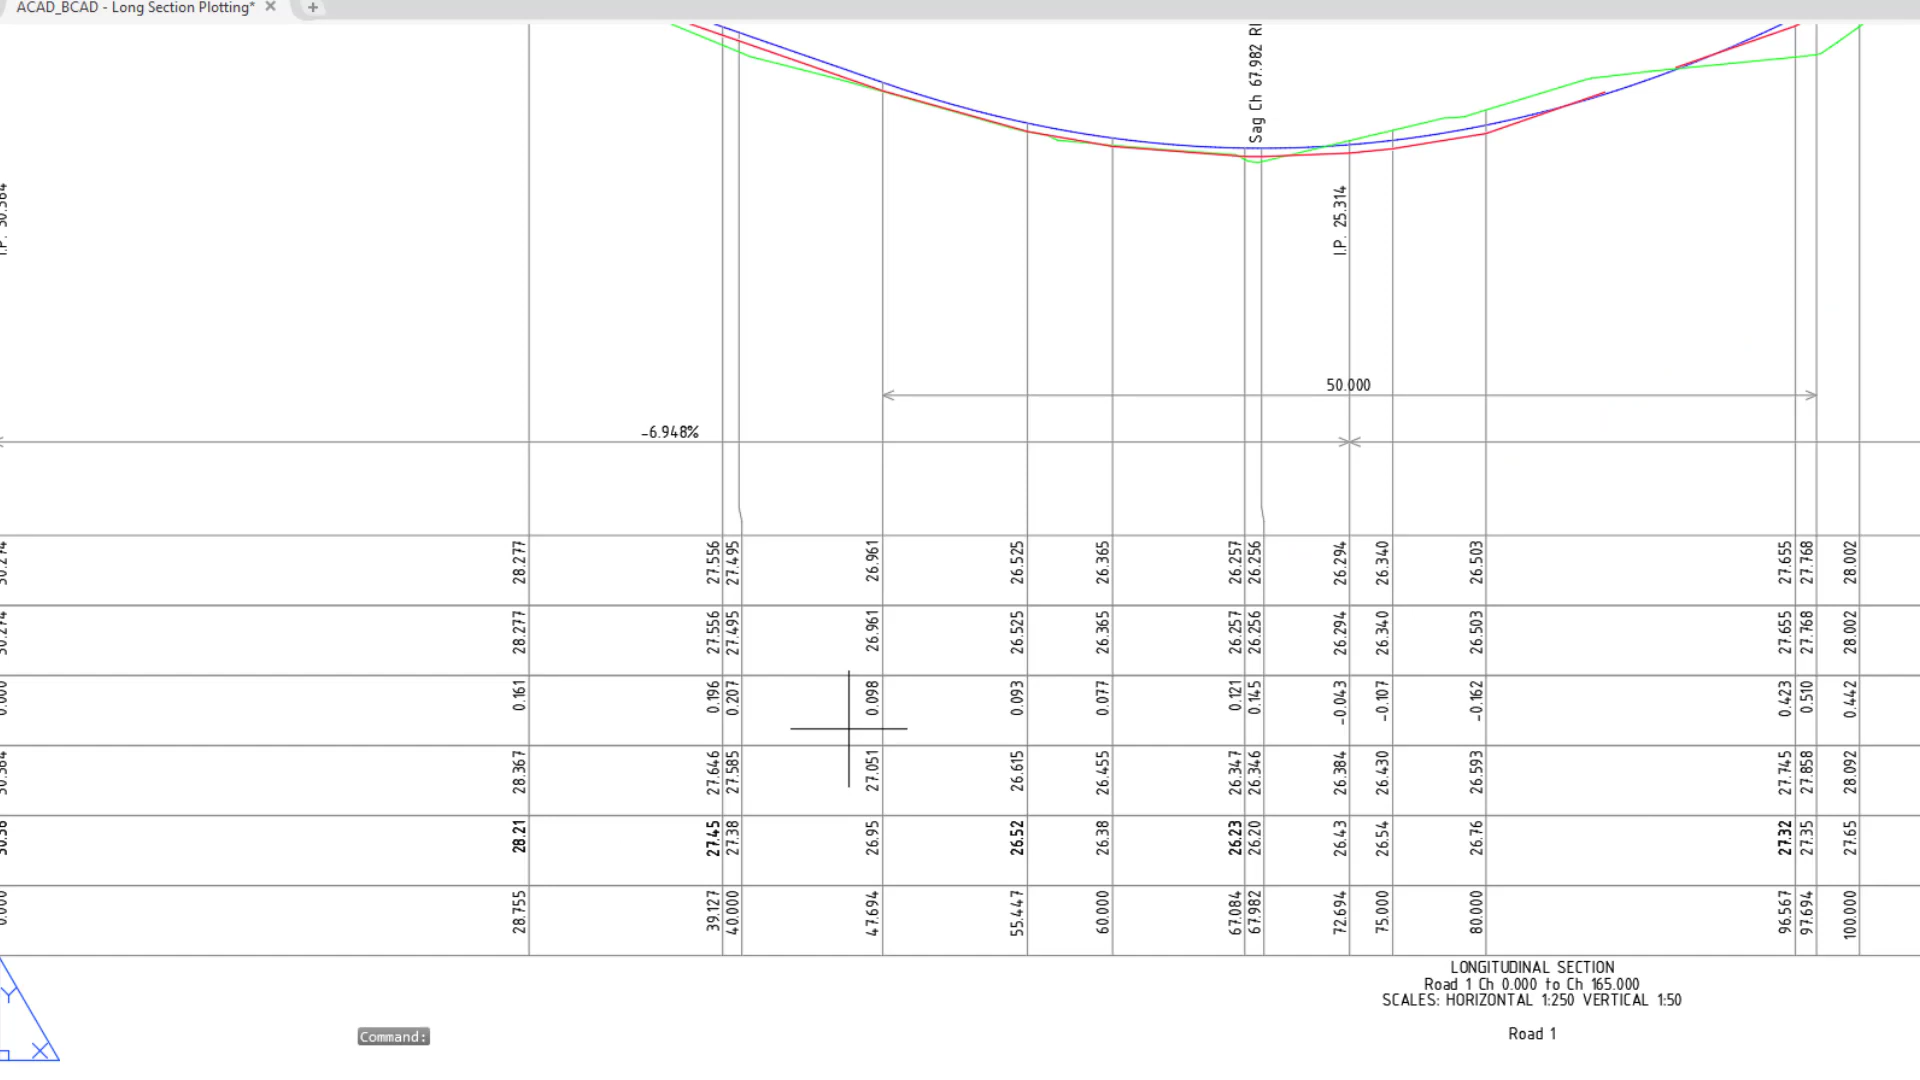 ACAD_BCAD - Long Section Plotting*
Sag Ch 67.982
I.P. 25.314
50.000
-6.948%
28.277 27.556 27.495 26.961 26.525 26.365 26.257 26.256 26.294 26.340 26.503 27.655 27.768 28.002
28.277 27.556 27.495 26.961 26.525 26.365 26.257 26.256 26.294 26.340 26.503 27.655 27.768 28.002
0.161 0.196 0.207 0.098 0.093 0.077 0.121 0.145 -0.043 -0.107 -0.162 0.423 0.510 0.442
28.367 27.646 27.585 27.051 26.615 26.455 26.347 26.346 26.384 26.430 26.593 27.745 27.858 28.092
28.21 27.45 27.38 26.95 26.52 26.38 26.23 26.20 26.43 26.54 26.76 27.32 27.35 27.65
28.755 39.127 40.000 47.694 55.447 60.000 67.084 67.982 72.694 75.000 80.000 96.567 97.694 100.000
LONGITUDINAL SECTION
Road 1 Ch 0.000 to Ch 165.000
SCALES: HORIZONTAL 1:250 VERTICAL 1:50
Road 1
Y
X
Command: